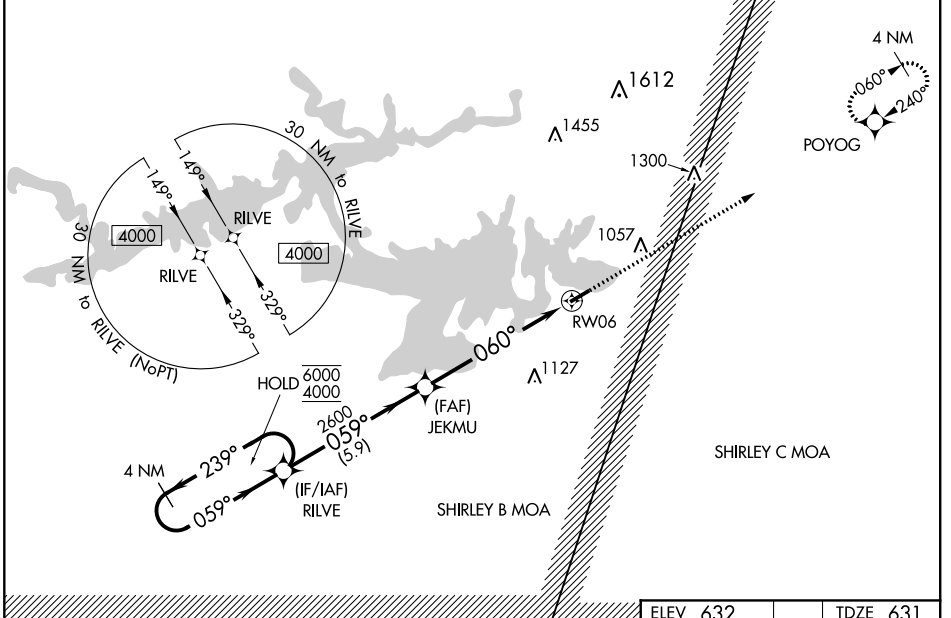 4 NM
060°
240°
POYOG
1612
1455
1300
30 NM to RILVE
149°
149°
RILVE
4000
4000
RILVE
329°
329°
30 NM to RILVE (NoPT)
1057
RW06
060°
1127
HOLD 6000
4000
(FAF)
JEKMU
2600
059°
(5.9)
4 NM
239°
059°
(IF/IAF)
RILVE
SHIRLEY B MOA
SHIRLEY C MOA
ELEV 632
TDZE 631